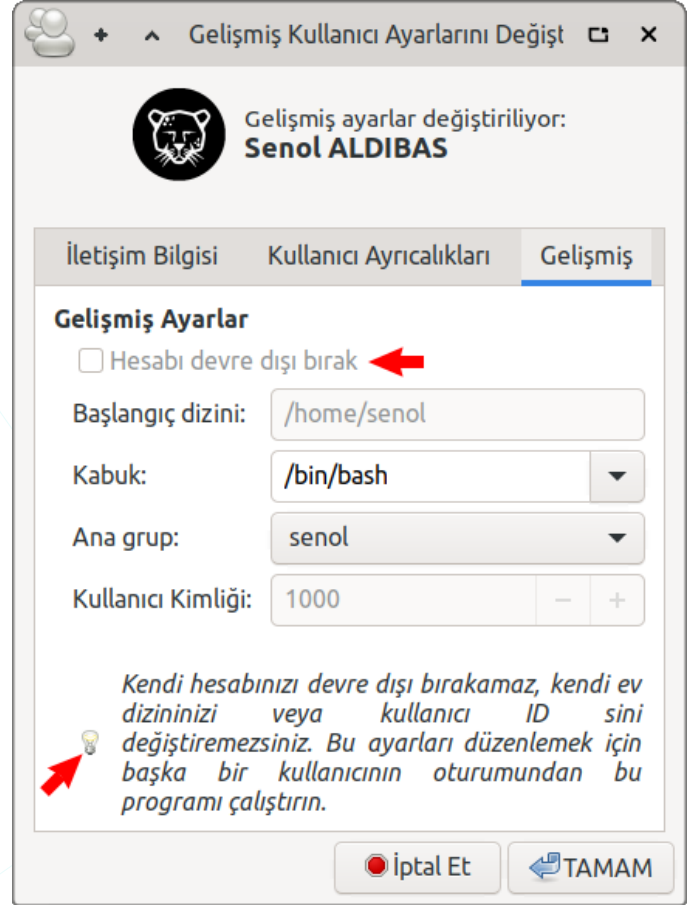 Gelişmiş Kullanıcı Ayarlarını Değişt
Gelişmiş ayarlar değiştiriliyor:
Senol ALDIBAS
İletişim Bilgisi
Kullanıcı Ayrıcalıkları
Gelişmiş
Gelişmiş Ayarlar
Hesabı devre dışı bırak
Başlangıç dizini: /home/senol
Kabuk: /bin/bash
Ana grup: senol
Kullanıcı Kimliği: 1000
Kendi hesabınızı devre dışı bırakamaz, kendi ev
dizininizi veya kullanıcı ID sini
değiştiremezsiniz. Bu ayarları düzenlemek için
başka bir kullanıcının oturumundan bu
programı çalıştırın.
İptal Et
TAMAM